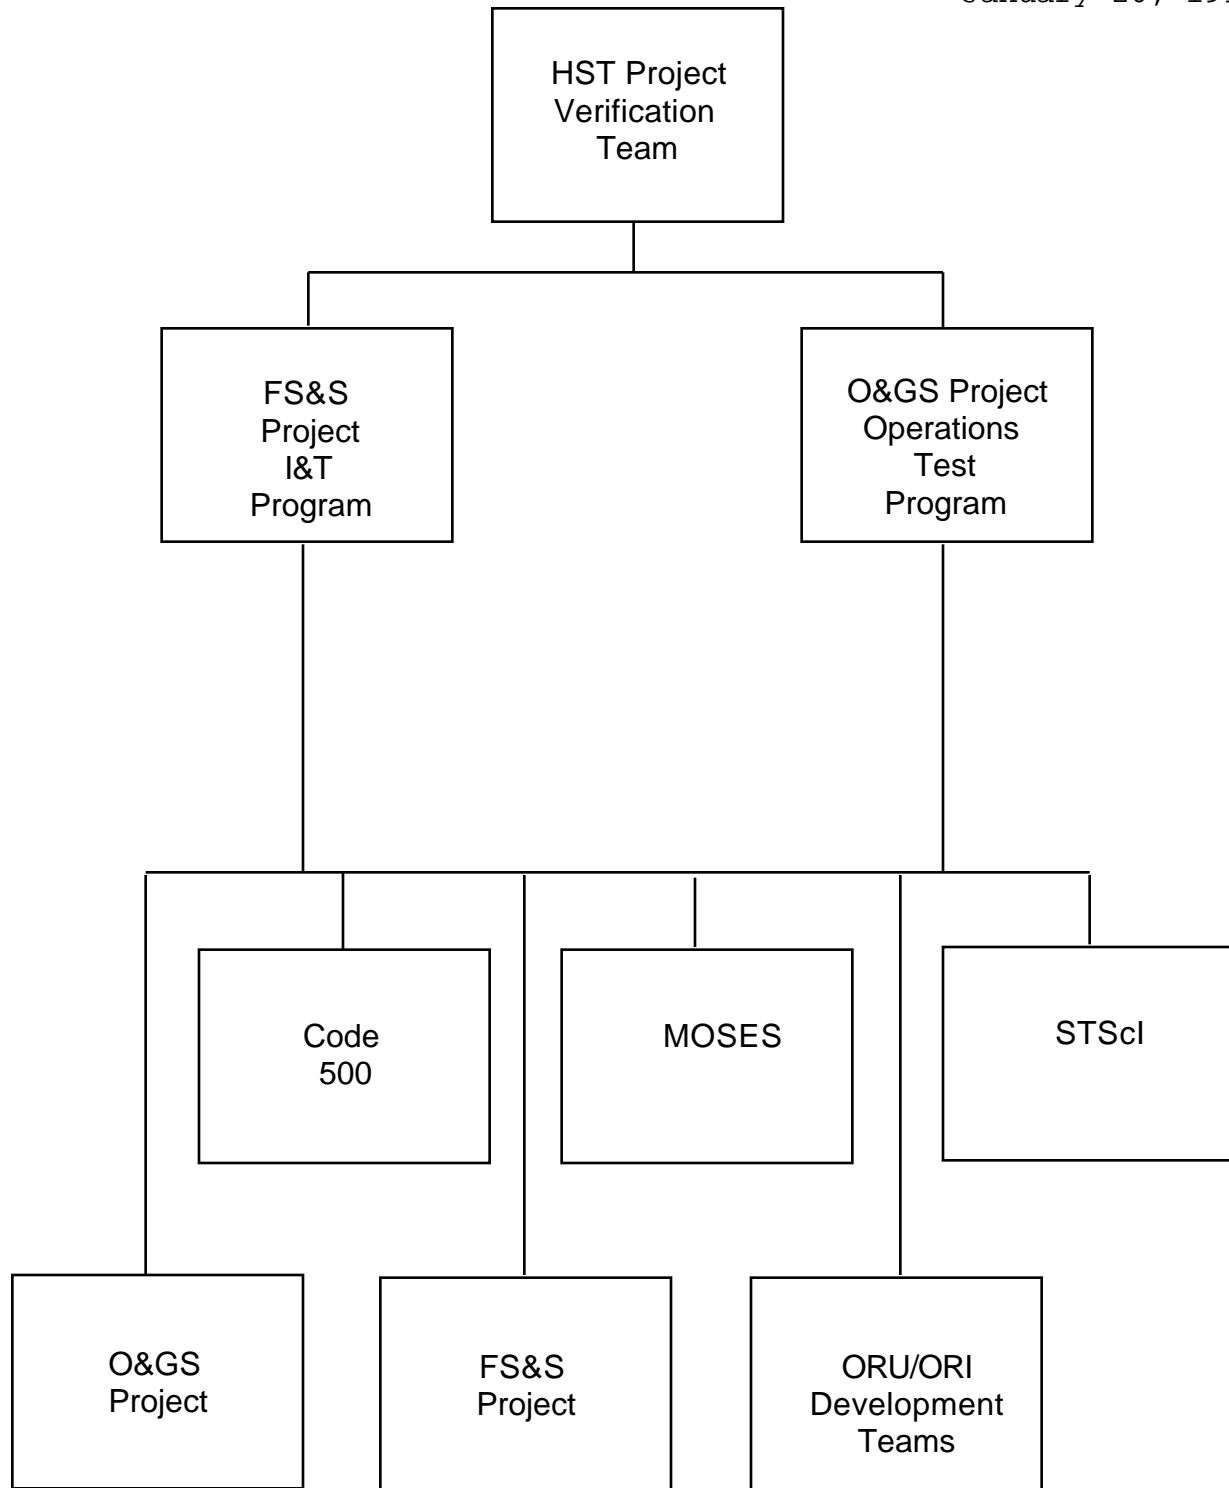 HST Project
Verification
Team
FS&S
Project
I&T
Program
O&GS Project
Operations
Test
Program
Code
500
MOSES
STScI
O&GS
Project
FS&S
Project
ORU/ORI
Development
Teams